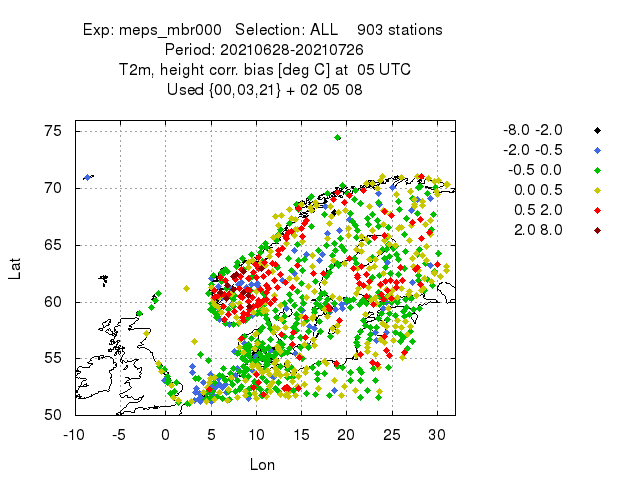 Exp: meps_mbr000   Selection: ALL    903 stations
Period: 20210628-20210726
T2m, height corr. bias [deg C] at  05 UTC
Used {00,03,21} + 02 05 08
-8.0 -2.0
-2.0 -0.5
-0.5 0.0
0.0 0.5
0.5 2.0
2.0 8.0
Lat
75
70
65
60
55
50
-10 -5 0 5 10 15 20 25 30
Lon